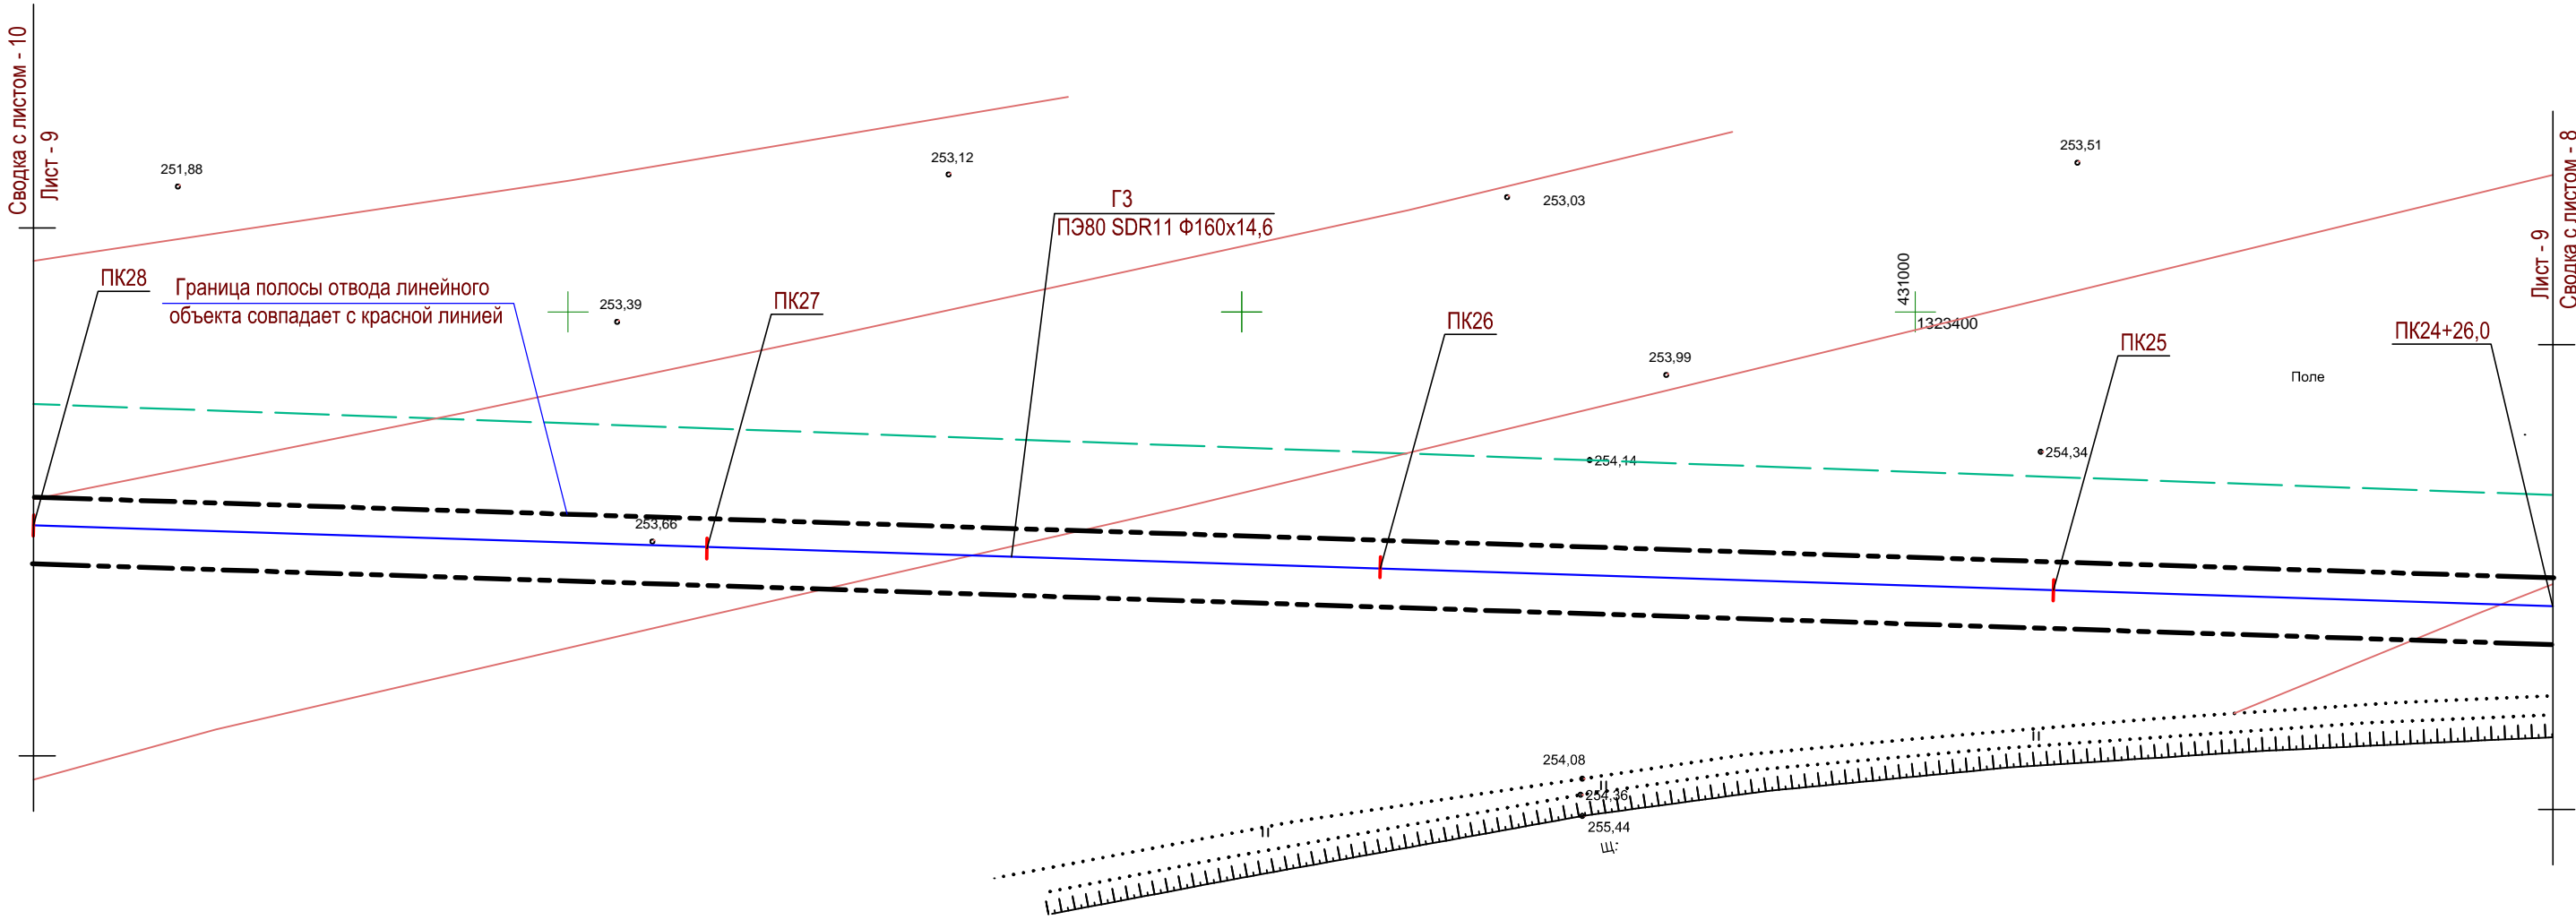 Сводка с листом - 10
Лист - 9
251,88
253,12
253,03
253,51
Г3
ПЭ80 SDR11 Ф160х14,6
ПК28
Граница полосы отвода линейного
объекта совпадает с красной линией
253,39
ПК27
ПК26
253,99
431000
1323400
ПК25
Поле
ПК24+26,0
Лист - 9
Сводка с листом - 8
254,14
254,34
253,66
254,08
254,36
255,44
Щ.